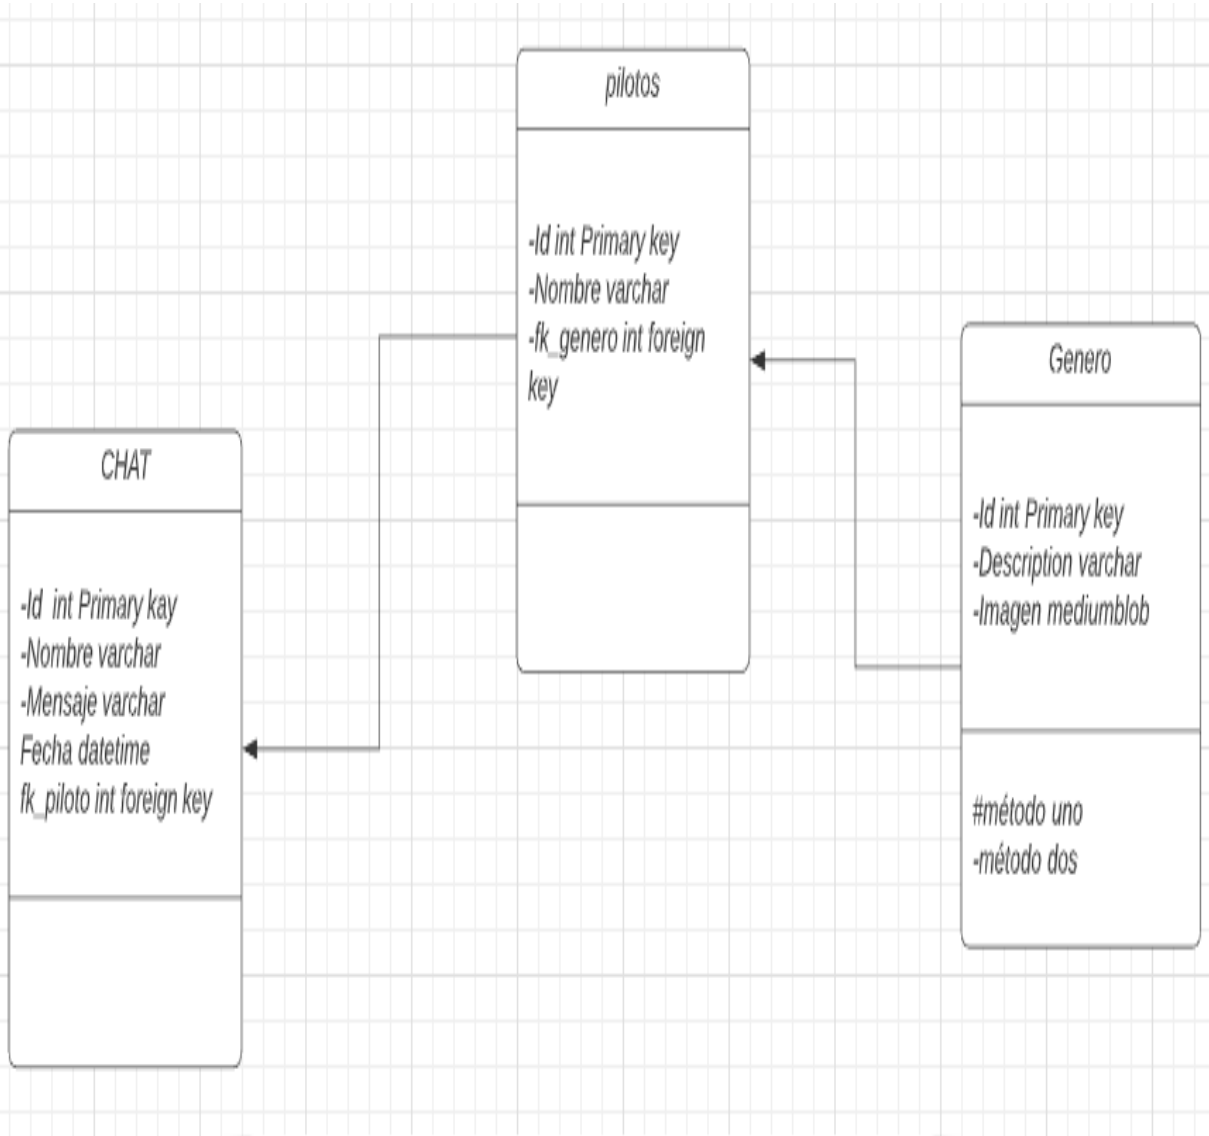 pilotos
-Id int Primary key
-Nombre varchar
-fk_genero int foreign
key
Genero
-Id int Primary key
-Description varchar
-Imagen mediumblob
#método uno
-método dos
CHAT
-Id  int Primary kay
-Nombre varchar
-Mensaje varchar
Fecha datetime
fk_piloto int foreign key